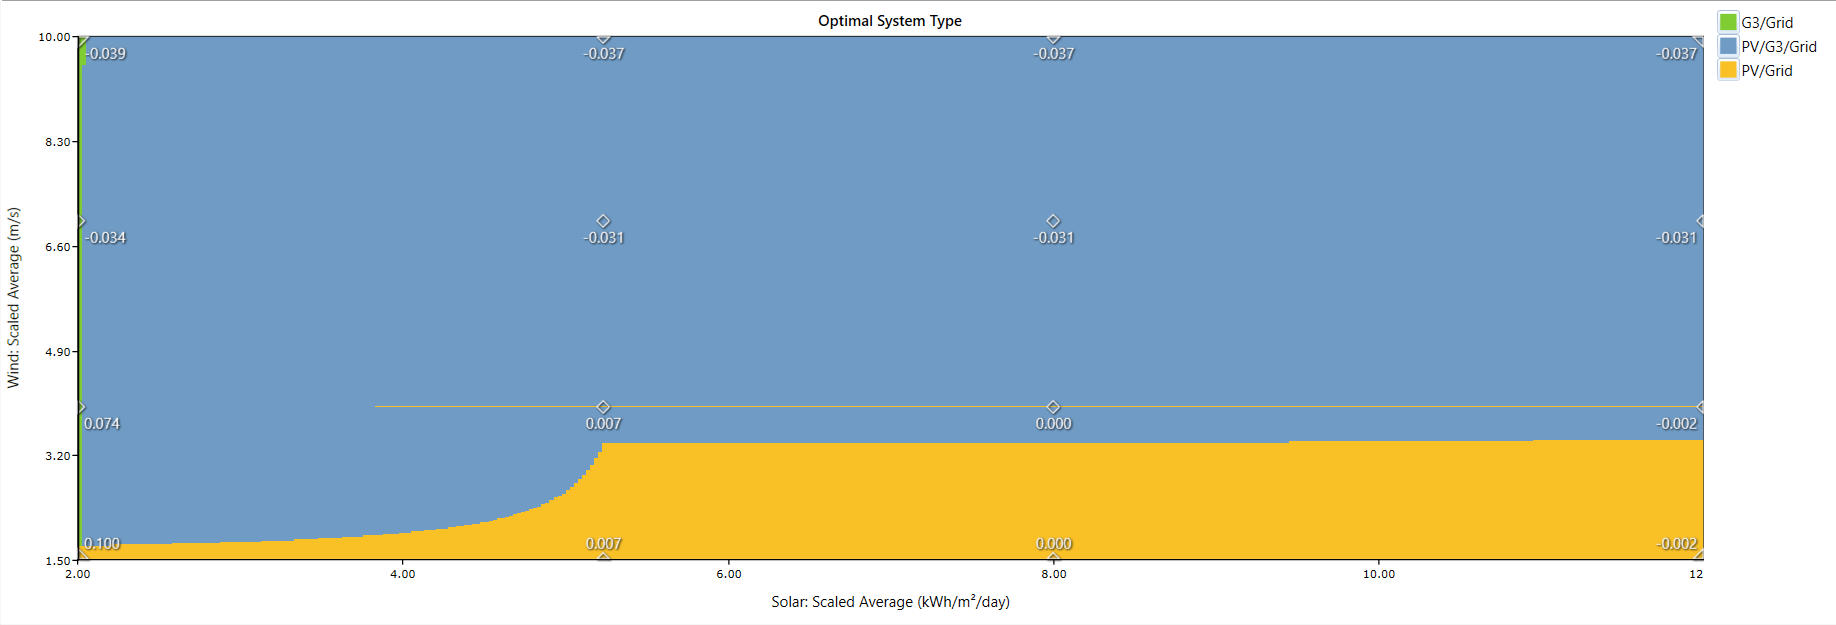 Optimal System Type
G3/Grid
PV/G3/Grid
PV/Grid
10.00
8.30
6.60
4.90
3.20
1.50
Wind: Scaled Average (m/s)
-0.039 -0.037 -0.037 -0.037
-0.034 -0.031 -0.031 -0.031
0.074 0.007 0.000 -0.002
0.100 0.007 0.000 -0.002
2.00 4.00 6.00 8.00 10.00 12
Solar: Scaled Average (kWh/m²/day)